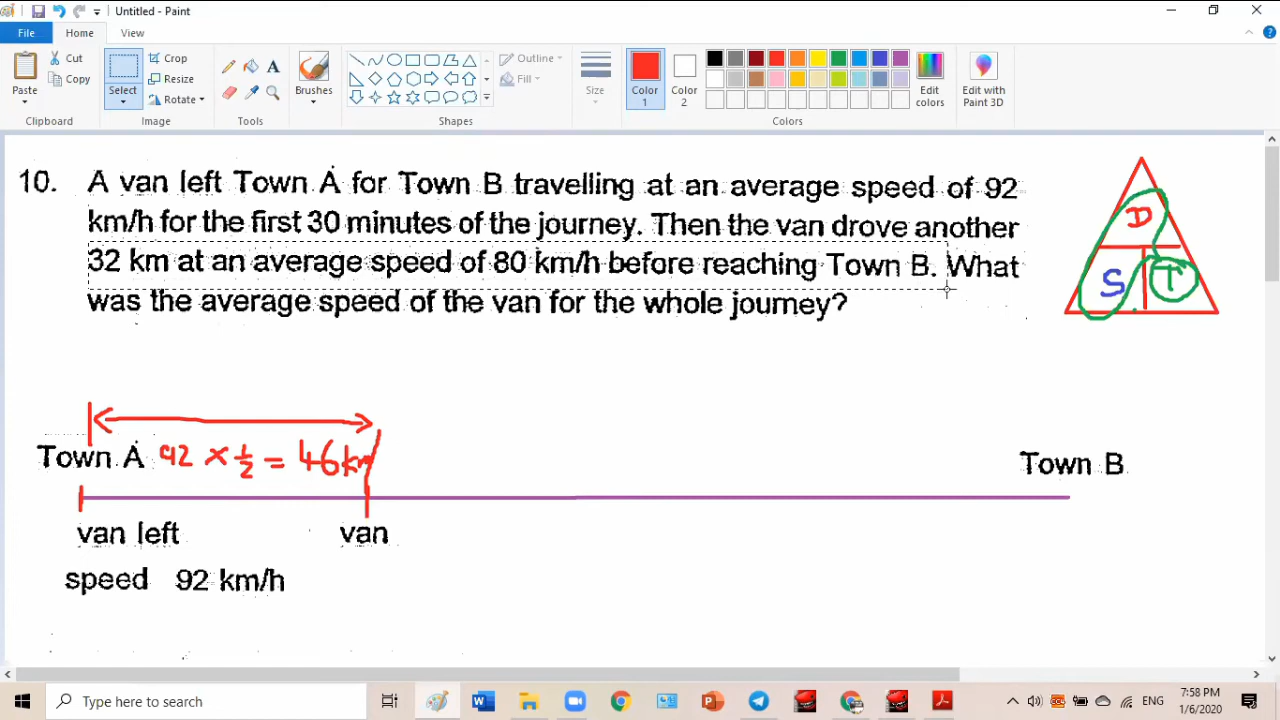 Untitled - Paint
File Home View
Paste Cut Copy Select Crop Resize Rotate Brushes Outline Fill Size Color 1 Color 2 Edit colors Edit with Paint 3D
Clipboard Image Tools Shapes Colors
10. A van left Town A for Town B travelling at an average speed of 92
km/h for the first 30 minutes of the journey. Then the van drove another
32 km at an average speed of 80 km/h before reaching Town B. What
was the average speed of the van for the whole journey?
D
S T
Town A 92 × 1/2 = 46 km Town B
van left van
speed 92 km/h
Type here to search ENG 7:58 PM
1/6/2020